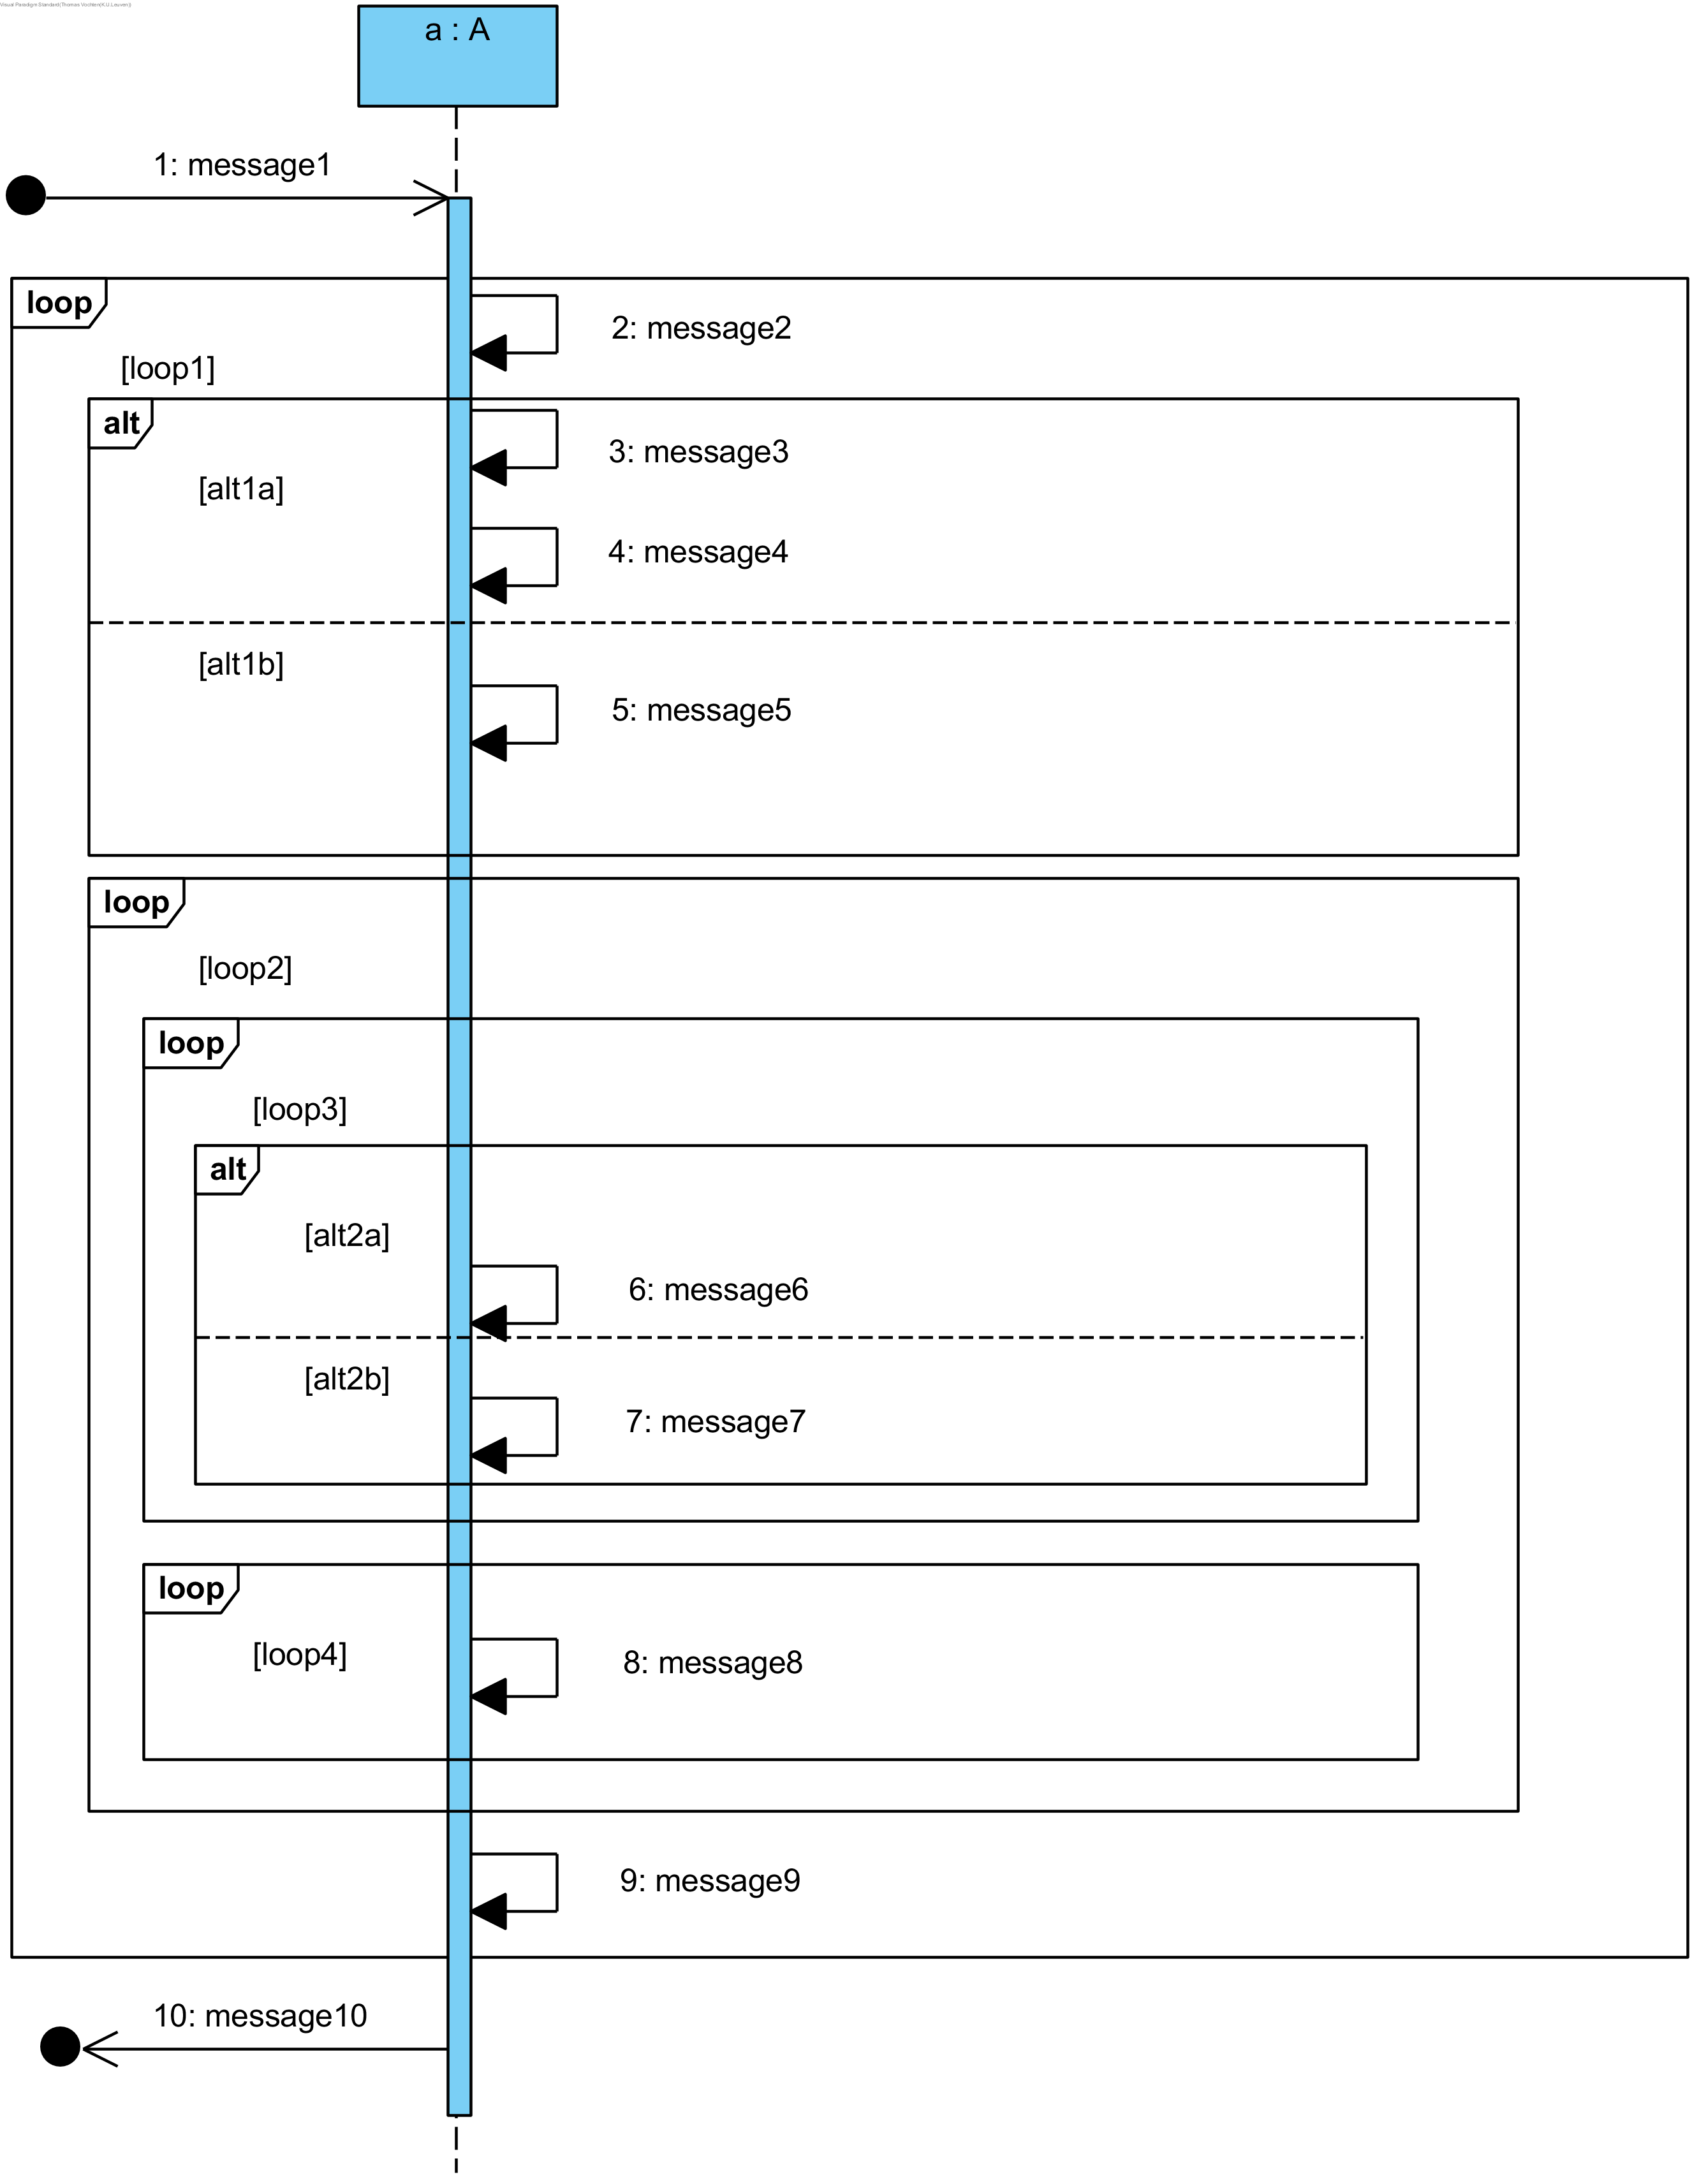 Visual Paradigm Standard(Thomas Vochten(K.U.Leuven))
a : A
1: message1
loop
2: message2
[loop1]
alt
3: message3
[alt1a]
4: message4
[alt1b]
5: message5
loop
[loop2]
loop
[loop3]
alt
[alt2a]
6: message6
[alt2b]
7: message7
loop
[loop4]
8: message8
9: message9
10: message10